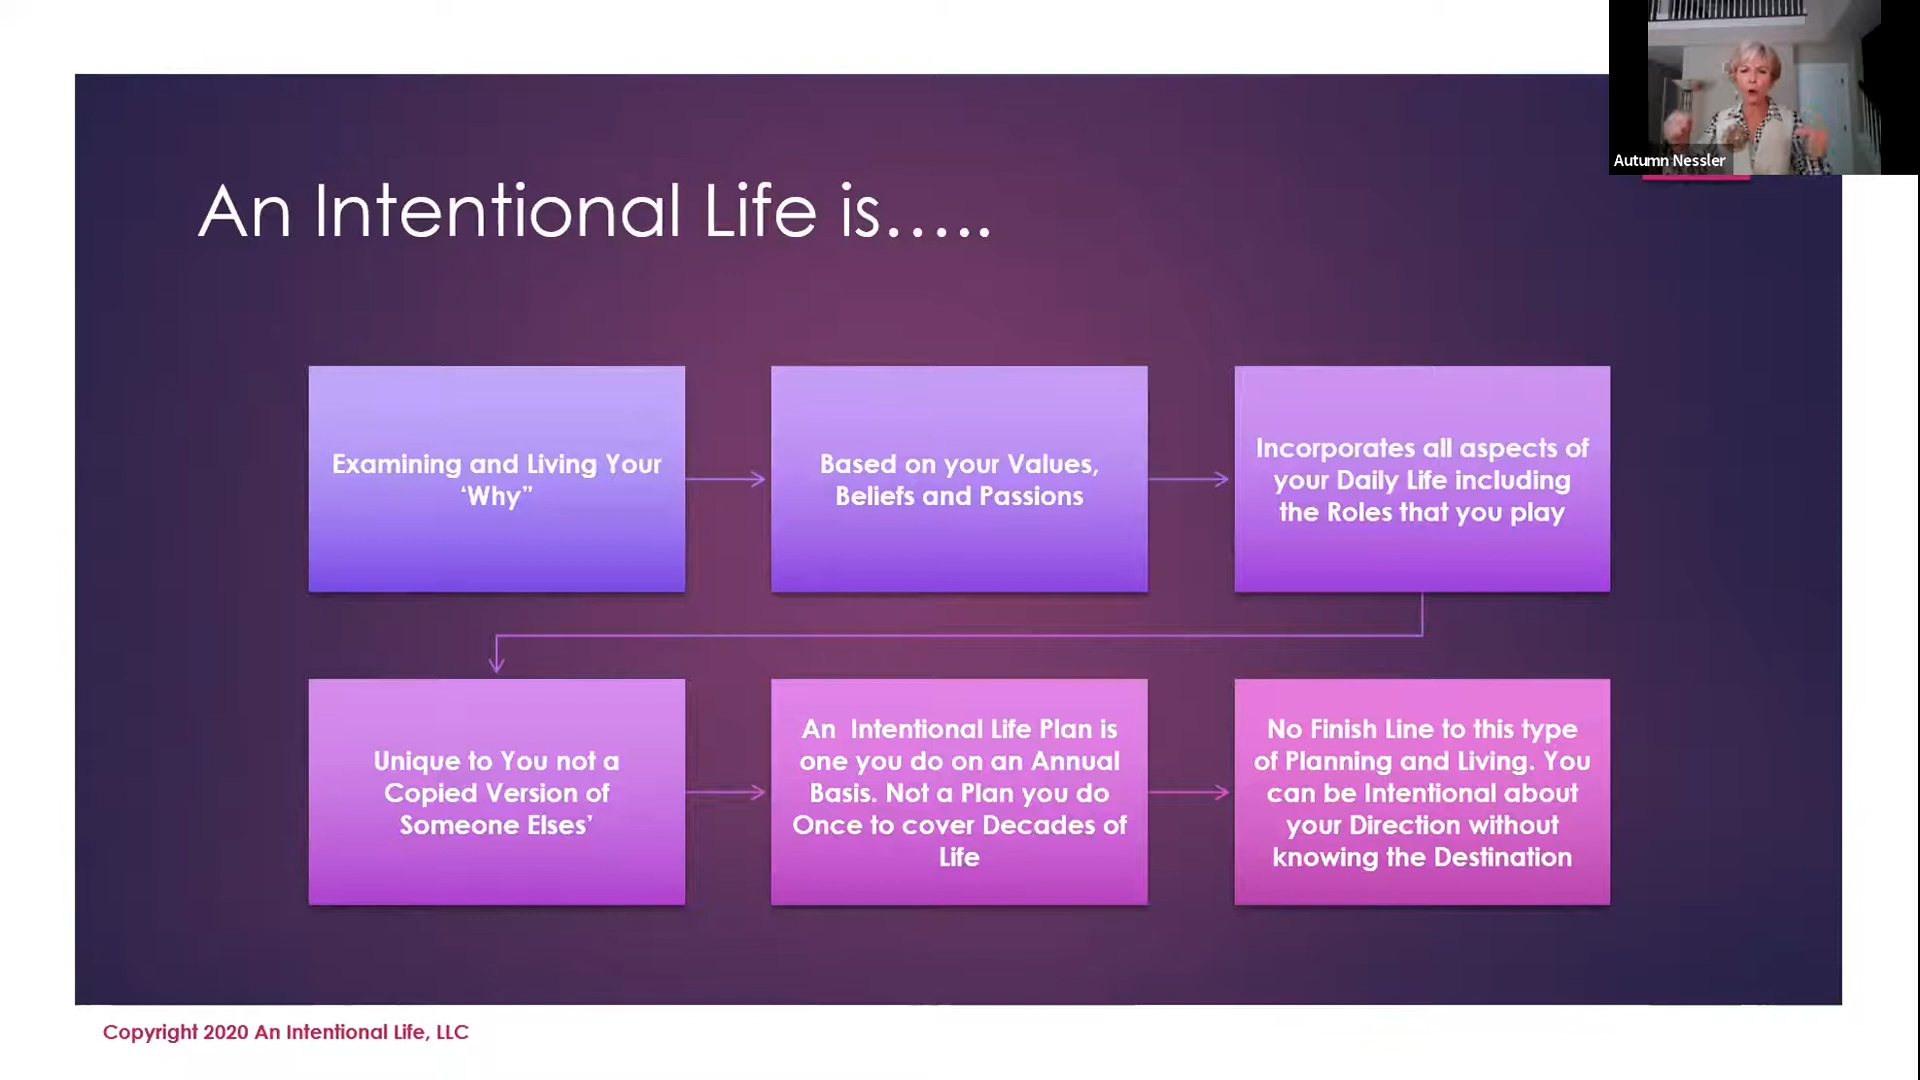 Autumn Nessler
An Intentional Life is.....
Examining and Living Your
‘Why”
Based on your Values,
Beliefs and Passions
Incorporates all aspects of
your Daily Life including
the Roles that you play
Unique to You not a
Copied Version of
Someone Elses’
An  Intentional Life Plan is
one you do on an Annual
Basis. Not a Plan you do
Once to cover Decades of
Life
No Finish Line to this type
of Planning and Living. You
can be Intentional about
your Direction without
knowing the Destination
Copyright 2020 An Intentional Life, LLC